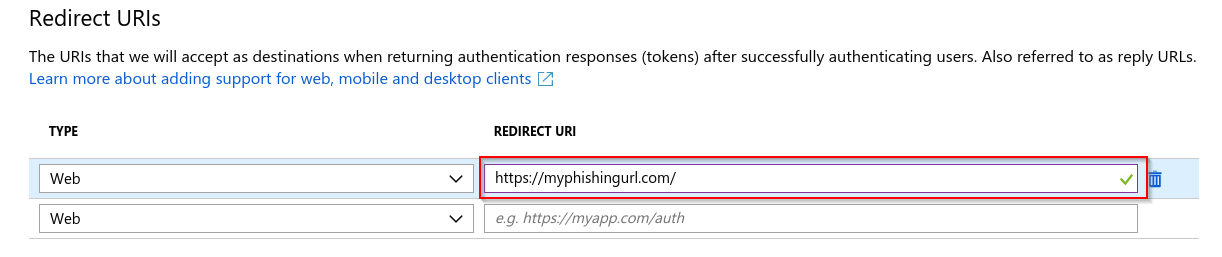 Redirect URIs
The URIs that we will accept as destinations when returning authentication responses (tokens) after successfully authenticating users. Also referred to as reply URLs.
Learn more about adding support for web, mobile and desktop clients
TYPE REDIRECT URI
Web https://myphishingurl.com/
Web e.g. https://myapp.com/auth